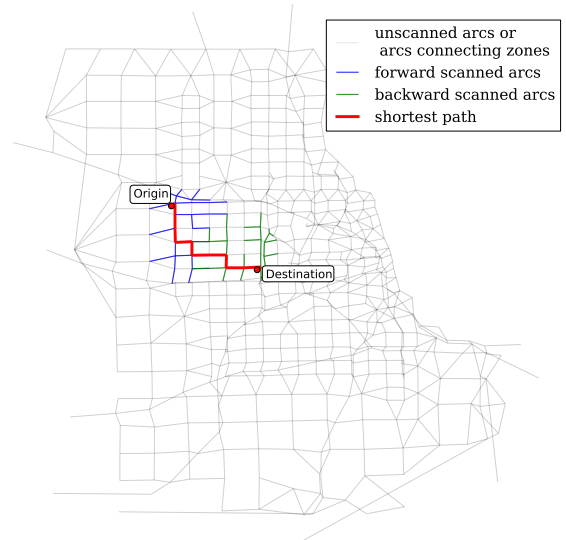 unscanned arcs or
arcs connecting zones
forward scanned arcs
backward scanned arcs
shortest path
Origin
Destination